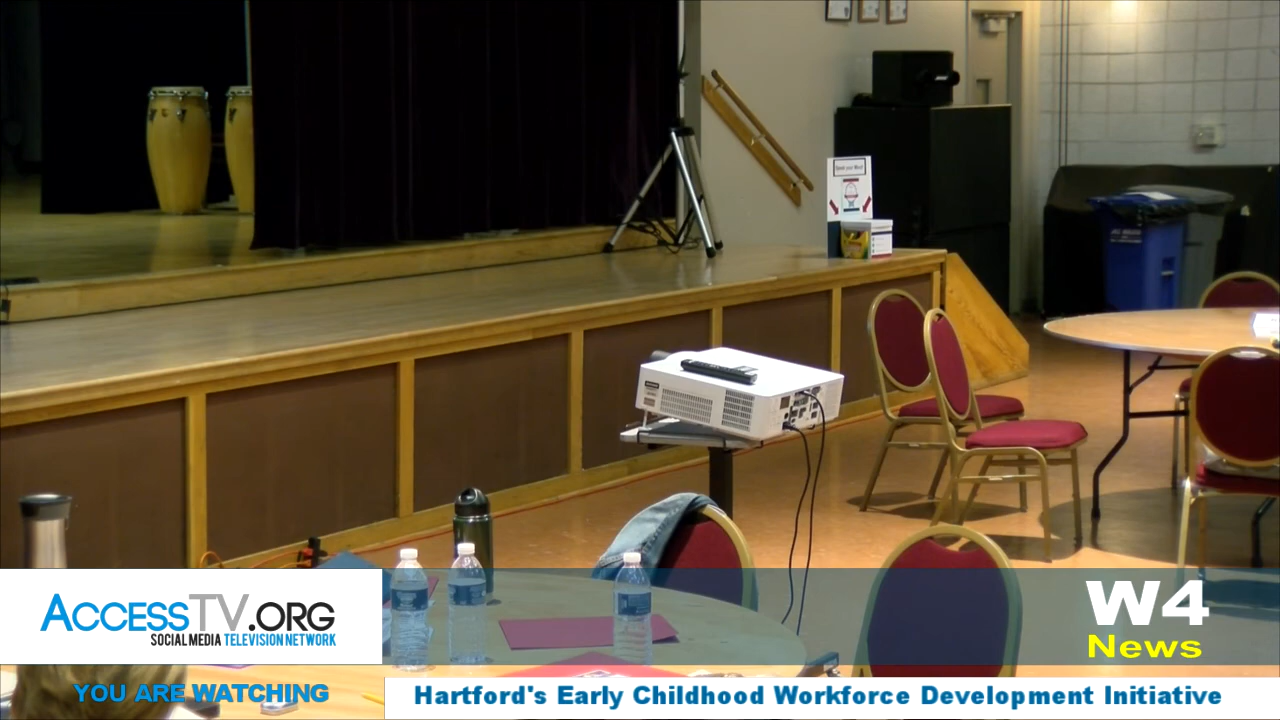 ACCESSTV.ORG
SOCIAL MEDIA TELEVISION NETWORK
W4
News
YOU ARE WATCHING
Hartford's Early Childhood Workforce Development Initiative